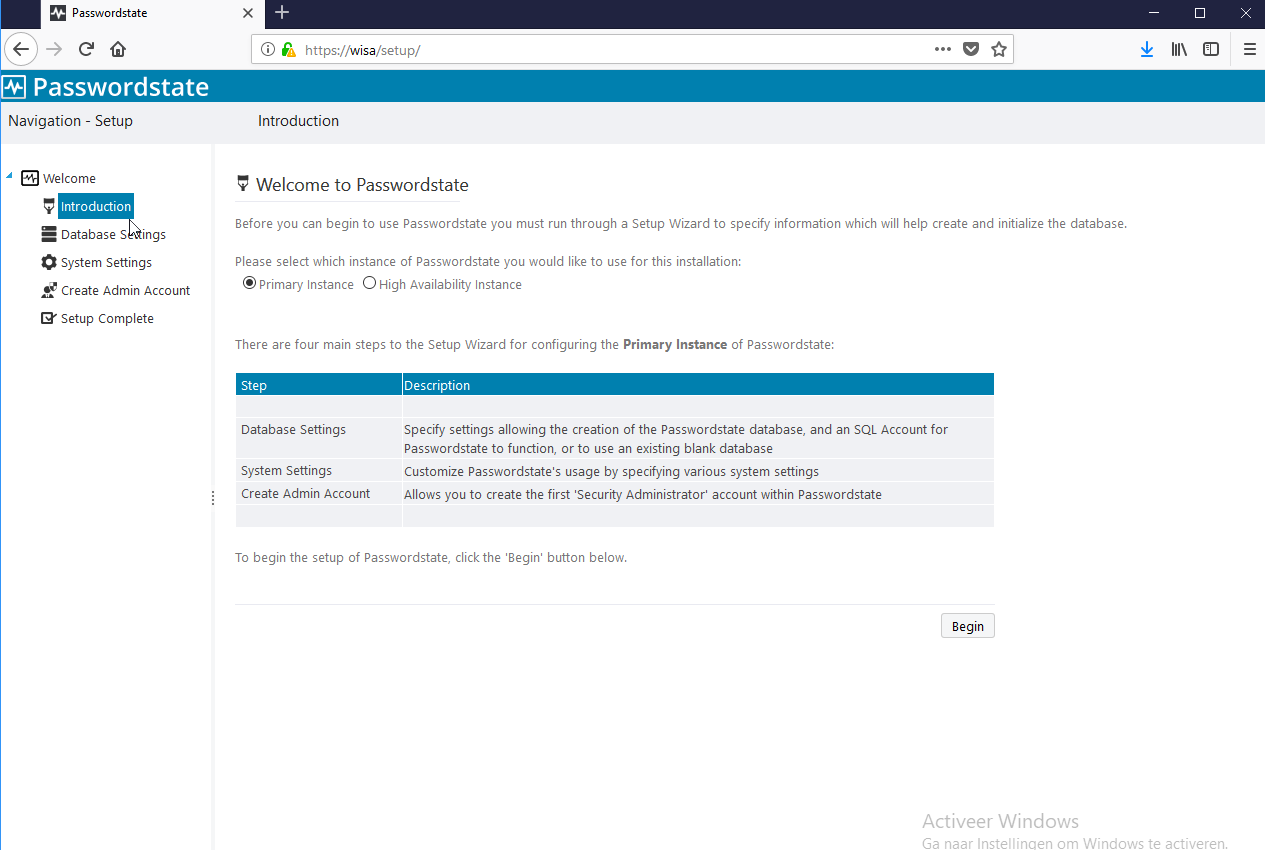 Passwordstate
https://wisa/setup/
Passwordstate
Navigation - Setup
Introduction
Welcome
Introduction
Database Settings
System Settings
Create Admin Account
Setup Complete
Welcome to Passwordstate
Before you can begin to use Passwordstate you must run through a Setup Wizard to specify information which will help create and initialize the database.
Please select which instance of Passwordstate you would like to use for this installation:
Primary Instance High Availability Instance
There are four main steps to the Setup Wizard for configuring the Primary Instance of Passwordstate:
Step Description
Database Settings Specify settings allowing the creation of the Passwordstate database, and an SQL Account for
Passwordstate to function, or to use an existing blank database
System Settings Customize Passwordstate's usage by specifying various system settings
Create Admin Account Allows you to create the first 'Security Administrator' account within Passwordstate
To begin the setup of Passwordstate, click the 'Begin' button below.
Begin
Activeer Windows
Ga naar Instellingen om Windows te activeren.